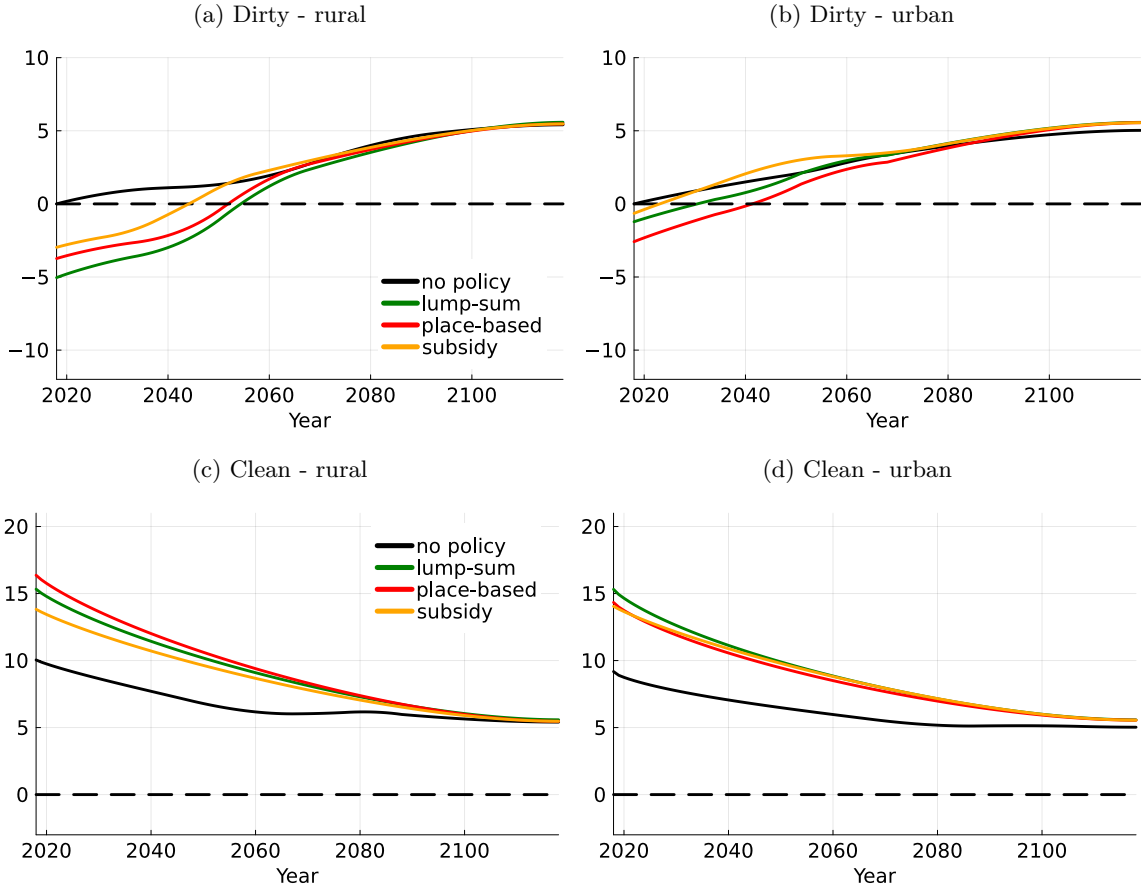 (a) Dirty - rural
(b) Dirty - urban
10
5
0
−5
−10
no policy
lump-sum
place-based
subsidy
2020 2040 2060 2080 2100
Year
10
5
0
−5
−10
2020 2040 2060 2080 2100
Year
(c) Clean - rural
(d) Clean - urban
20
15
10
5
0
no policy
lump-sum
place-based
subsidy
2020 2040 2060 2080 2100
Year
20
15
10
5
0
2020 2040 2060 2080 2100
Year